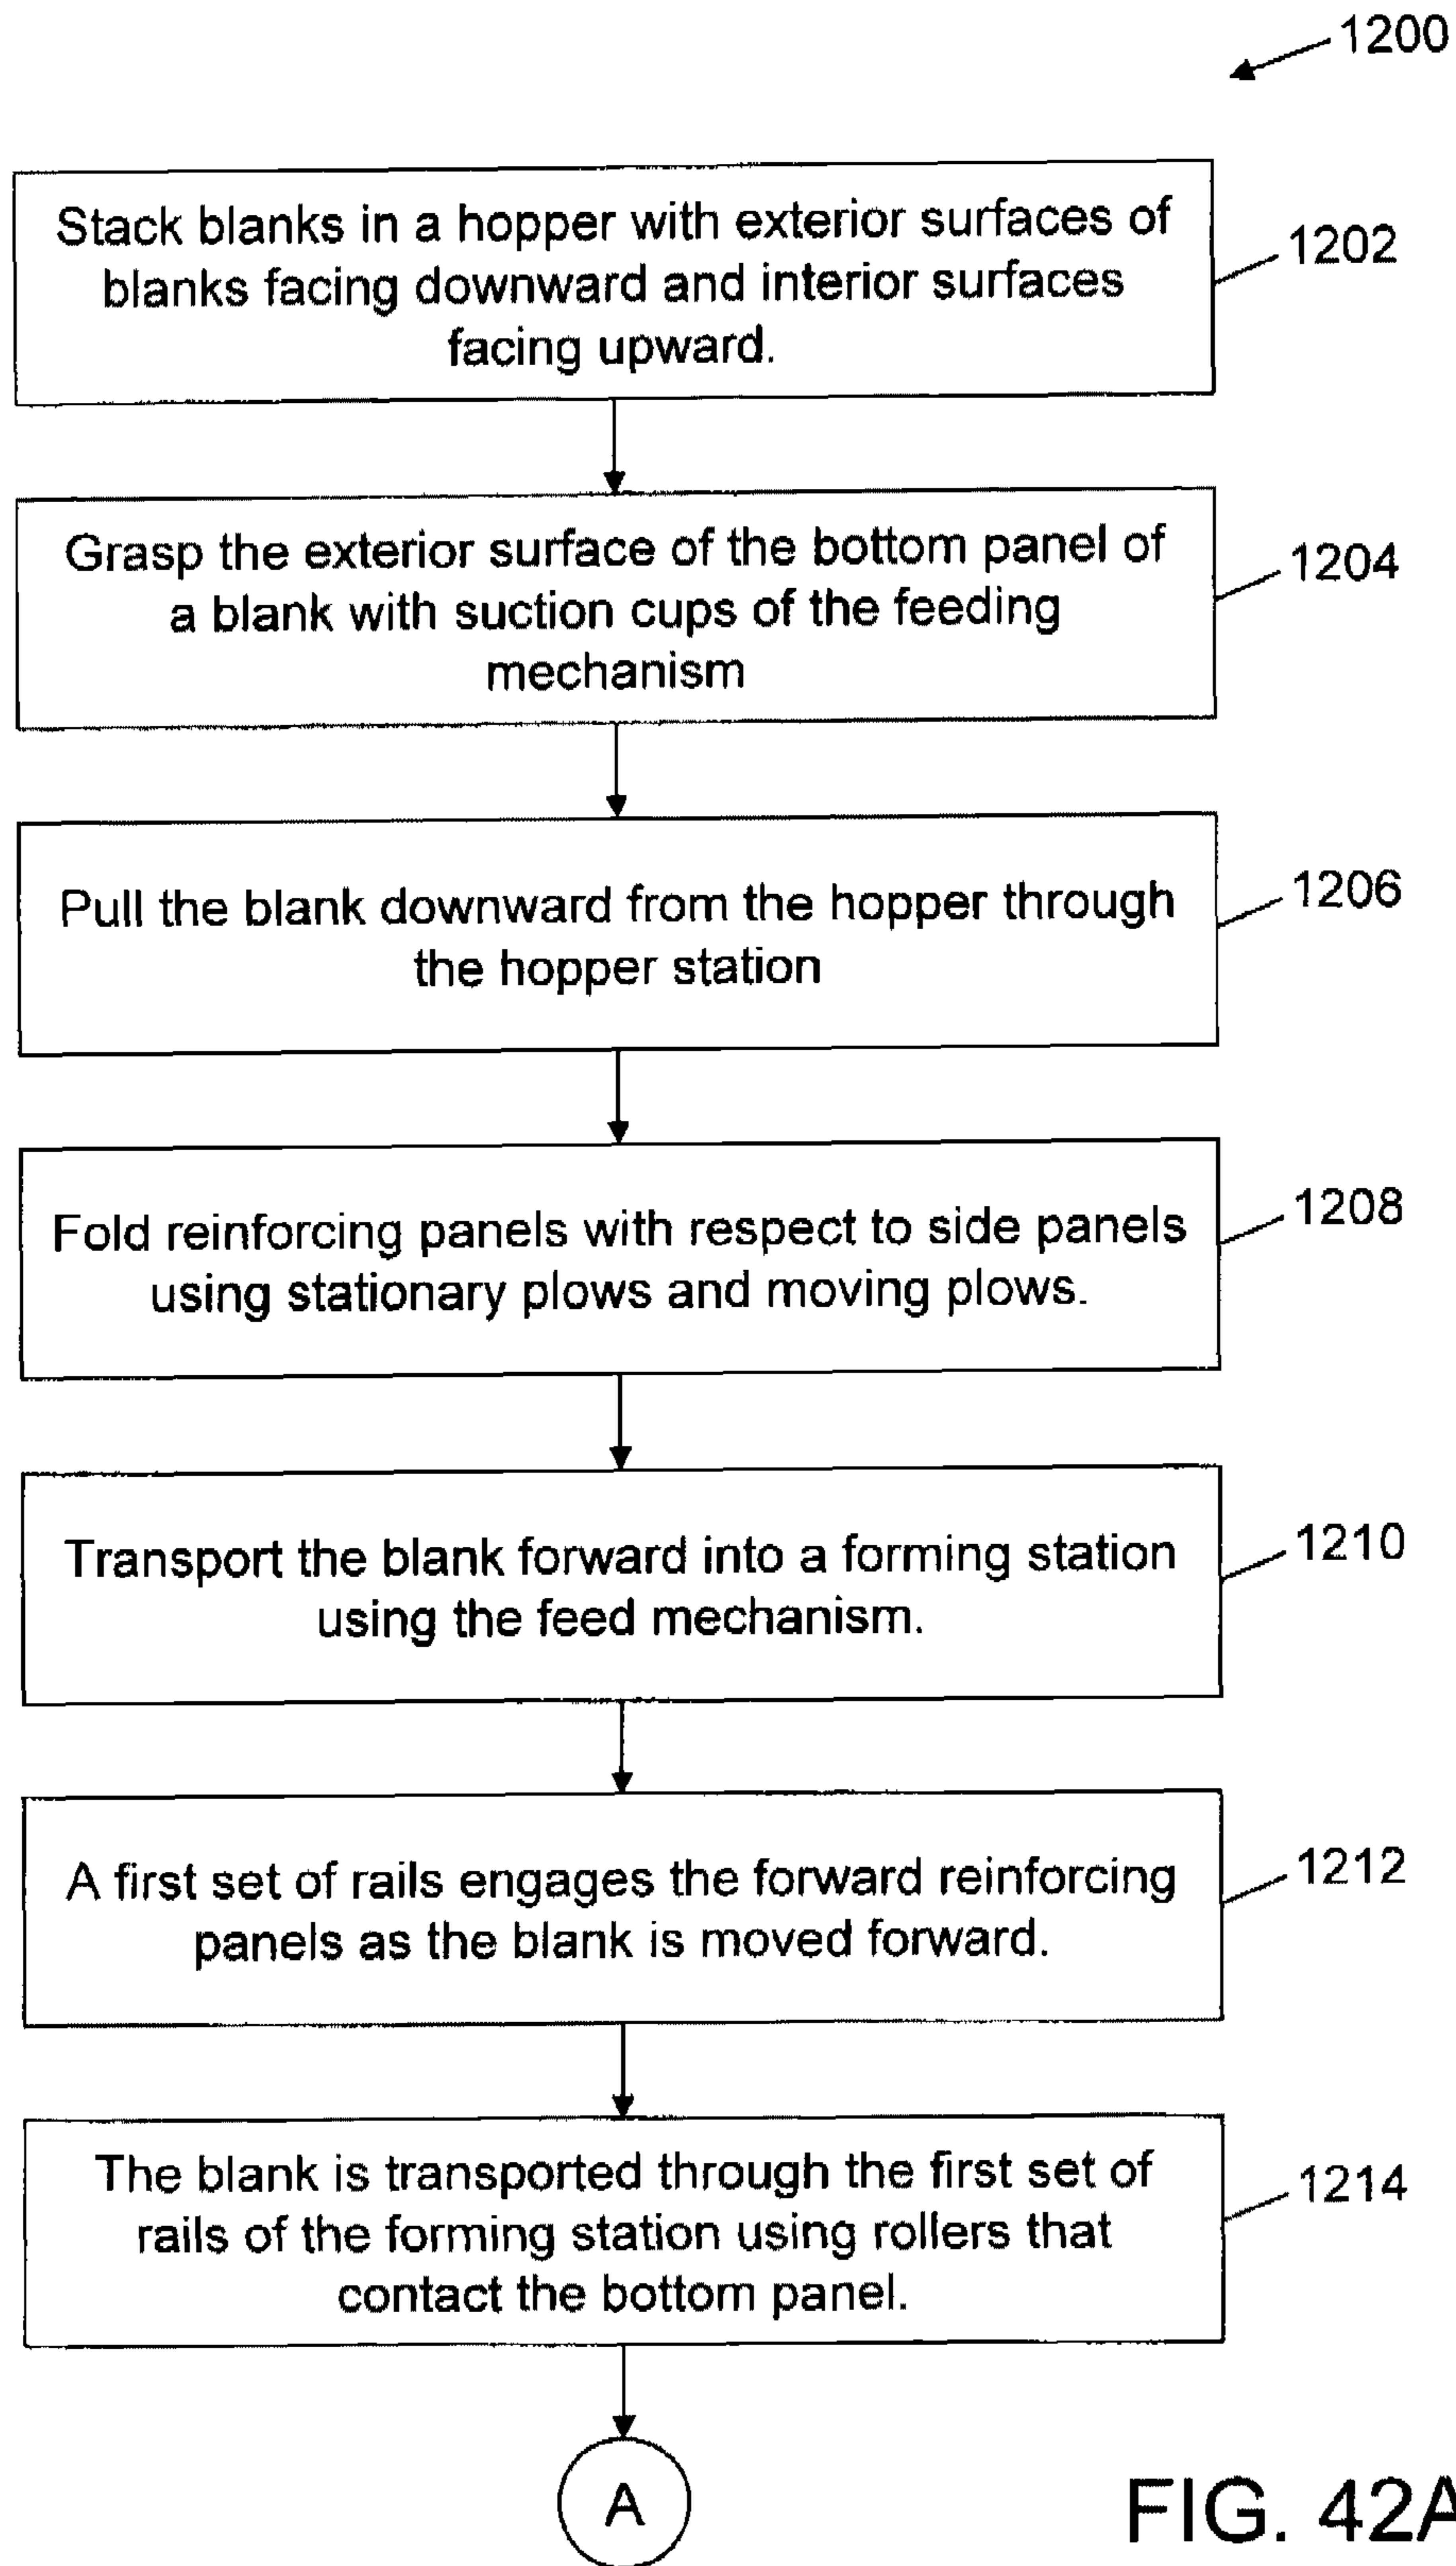 1200
Stack blanks in a hopper with exterior surfaces of
blanks facing downward and interior surfaces
facing upward.
1202
Grasp the exterior surface of the bottom panel of
a blank with suction cups of the feeding
mechanism
1204
Pull the blank downward from the hopper through
the hopper station
1206
Fold reinforcing panels with respect to side panels
using stationary plows and moving plows.
1208
Transport the blank forward into a forming station
using the feed mechanism.
1210
A first set of rails engages the forward reinforcing
panels as the blank is moved forward.
1212
The blank is transported through the first set of
rails of the forming station using rollers that
contact the bottom panel.
1214
A
FIG. 42A